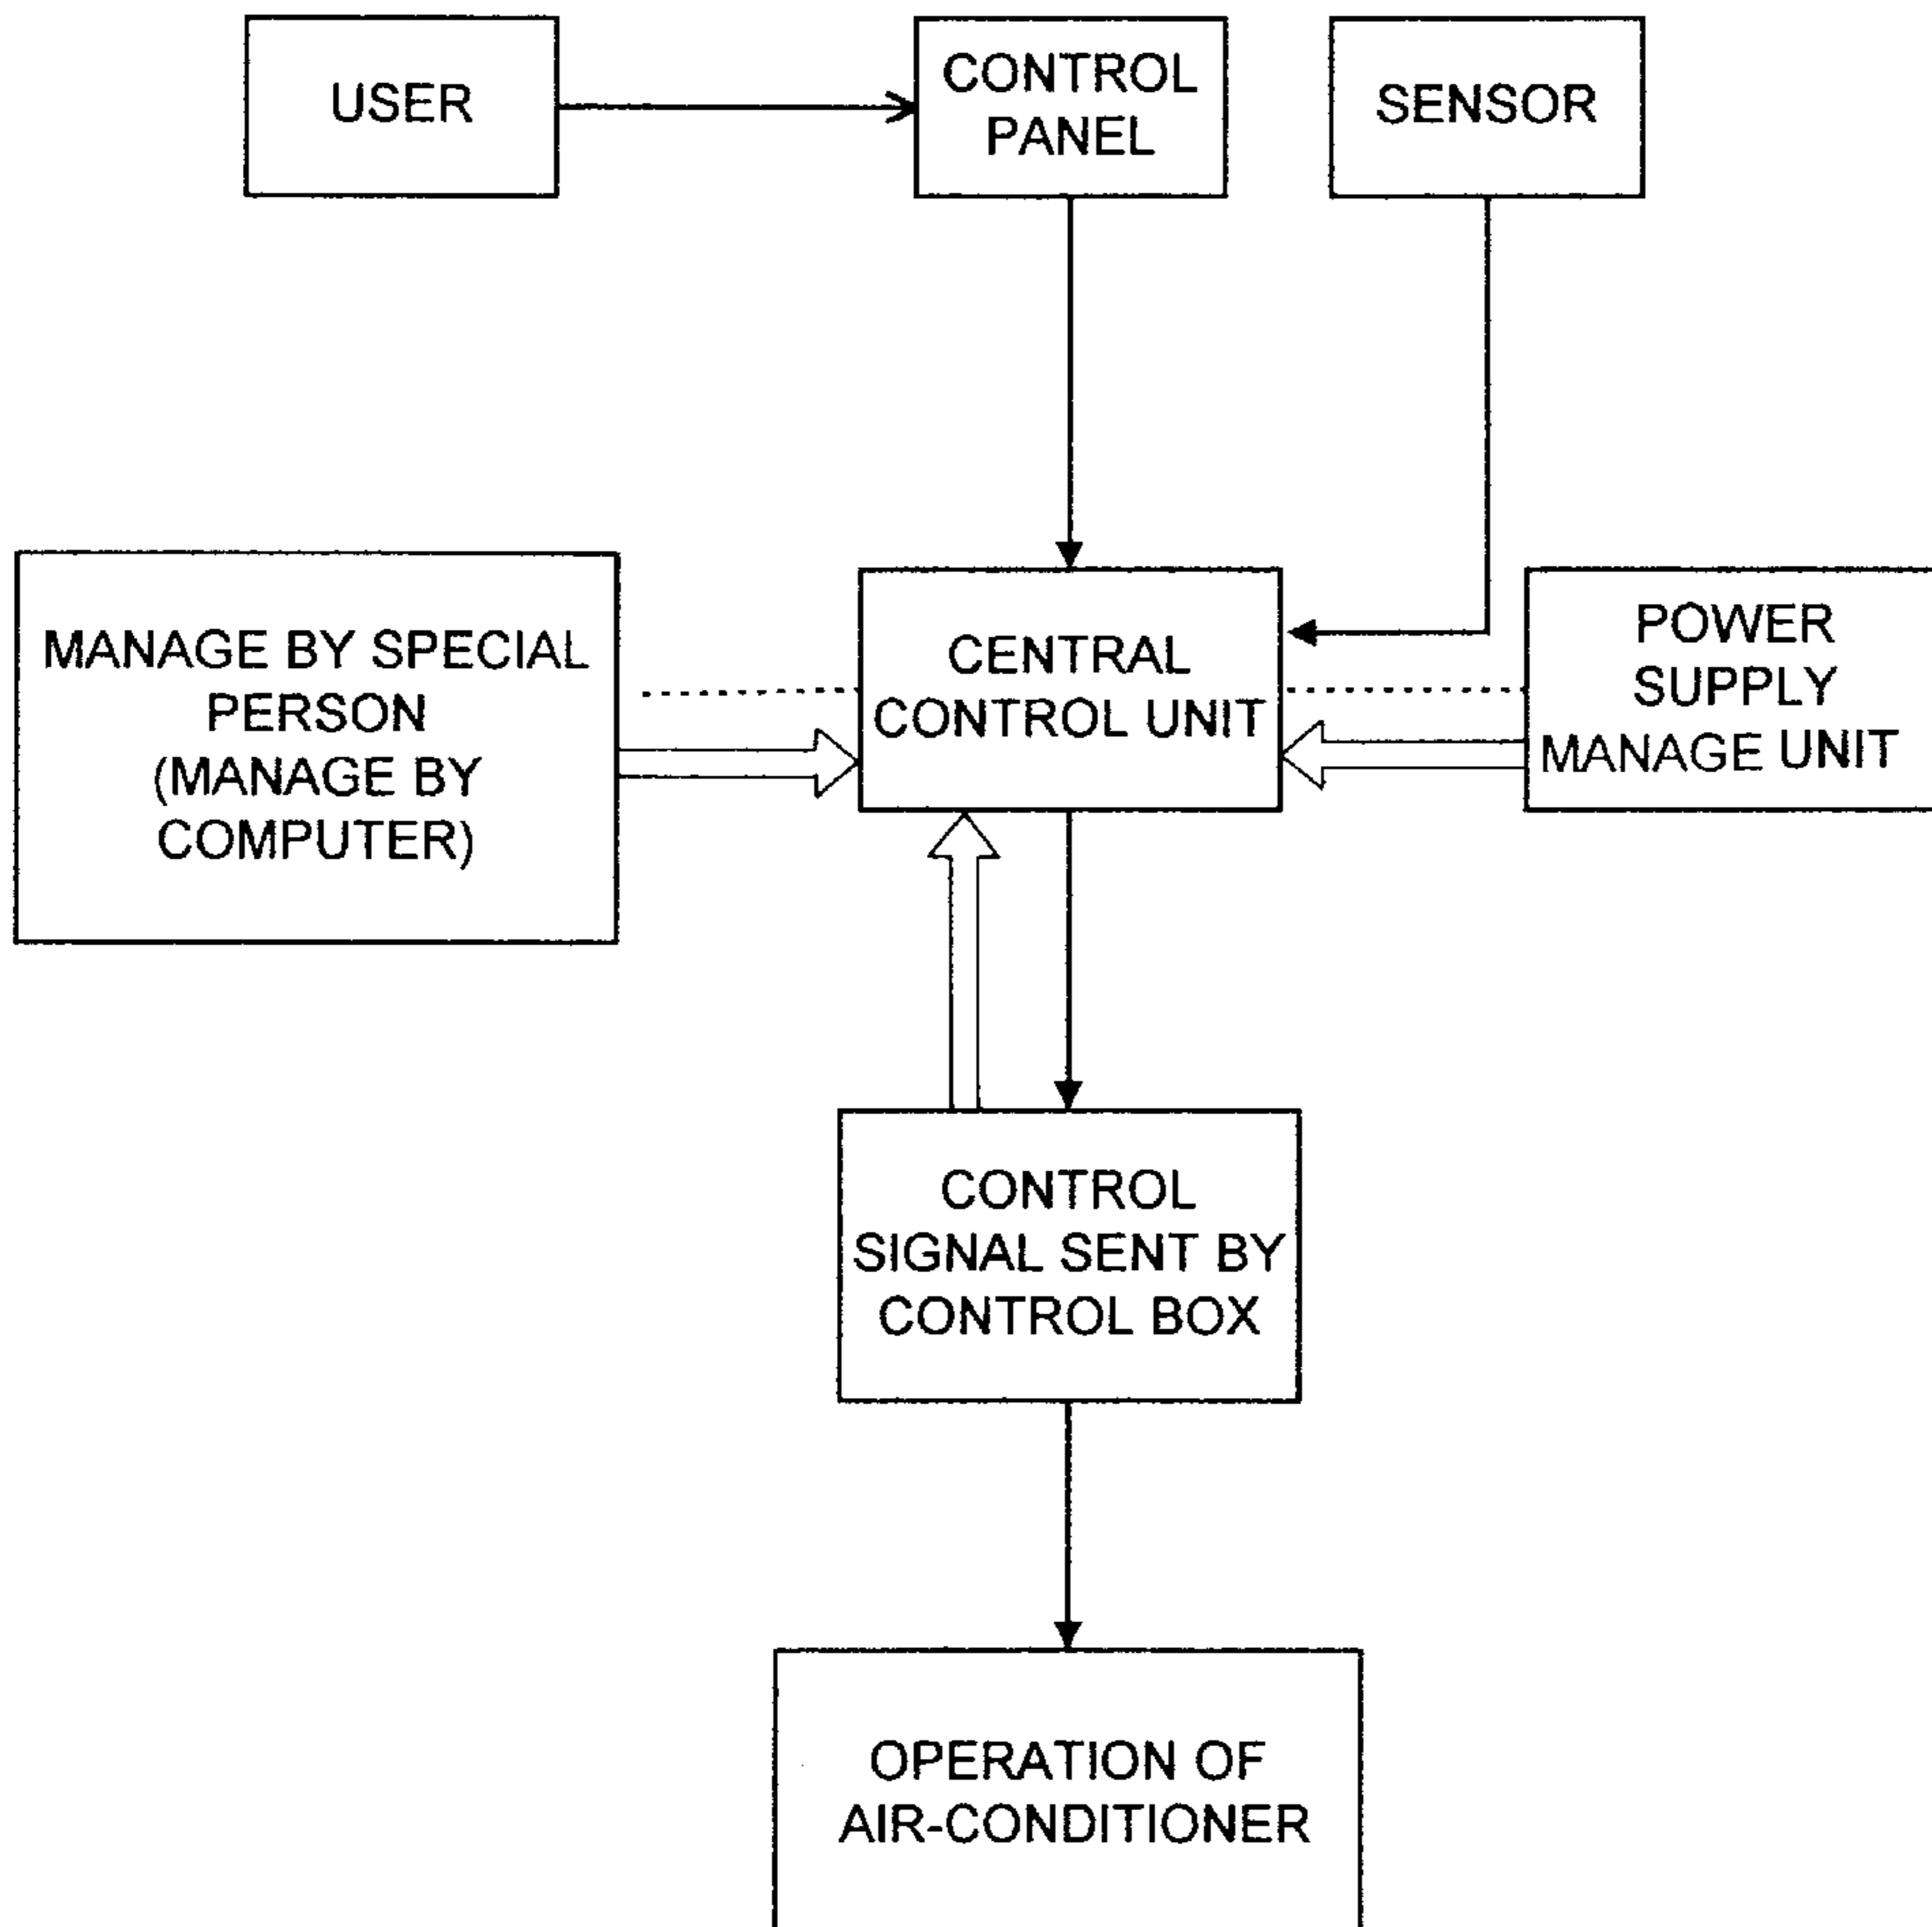 USER
CONTROL
PANEL
SENSOR
MANAGE BY SPECIAL
PERSON
(MANAGE BY
COMPUTER)
CENTRAL
CONTROL UNIT
POWER
SUPPLY
MANAGE UNIT
CONTROL
SIGNAL SENT BY
CONTROL BOX
OPERATION OF
AIR-CONDITIONER